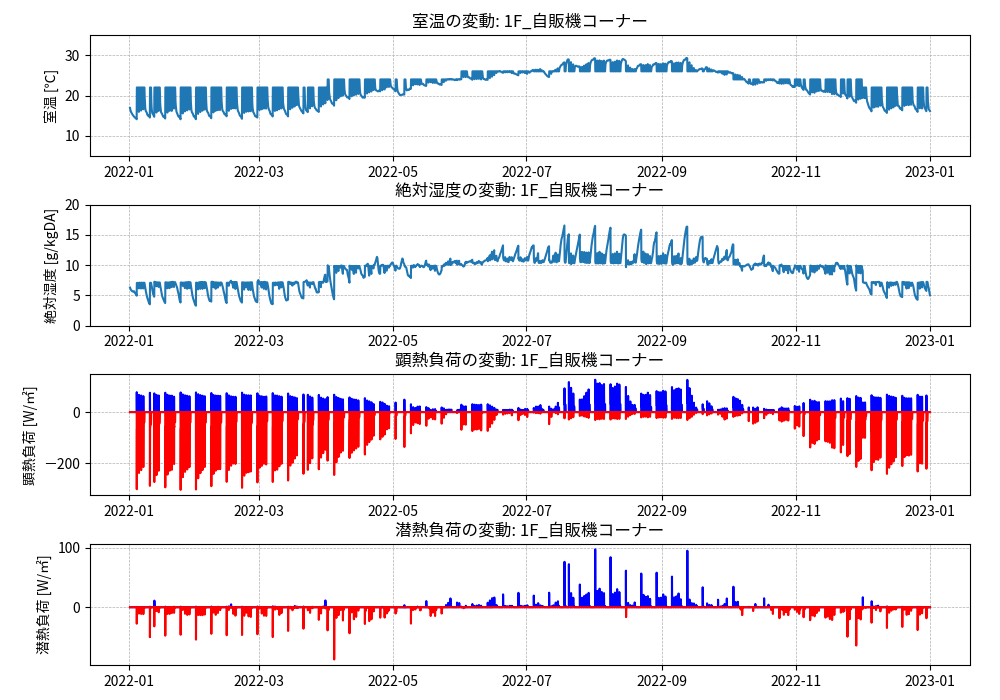 室温の変動: 1F_自販機コーナー
室温 [℃]
30
20
10
2022-01 2022-03 2022-05 2022-07 2022-09 2022-11 2023-01
絶対湿度の変動: 1F_自販機コーナー
絶対湿度 [g/kgDA]
20
15
10
5
0
2022-01 2022-03 2022-05 2022-07 2022-09 2022-11 2023-01
顕熱負荷の変動: 1F_自販機コーナー
顕熱負荷 [W/㎡]
0
−200
2022-01 2022-03 2022-05 2022-07 2022-09 2022-11 2023-01
潜熱負荷の変動: 1F_自販機コーナー
潜熱負荷 [W/㎡]
100
0
2022-01 2022-03 2022-05 2022-07 2022-09 2022-11 2023-01